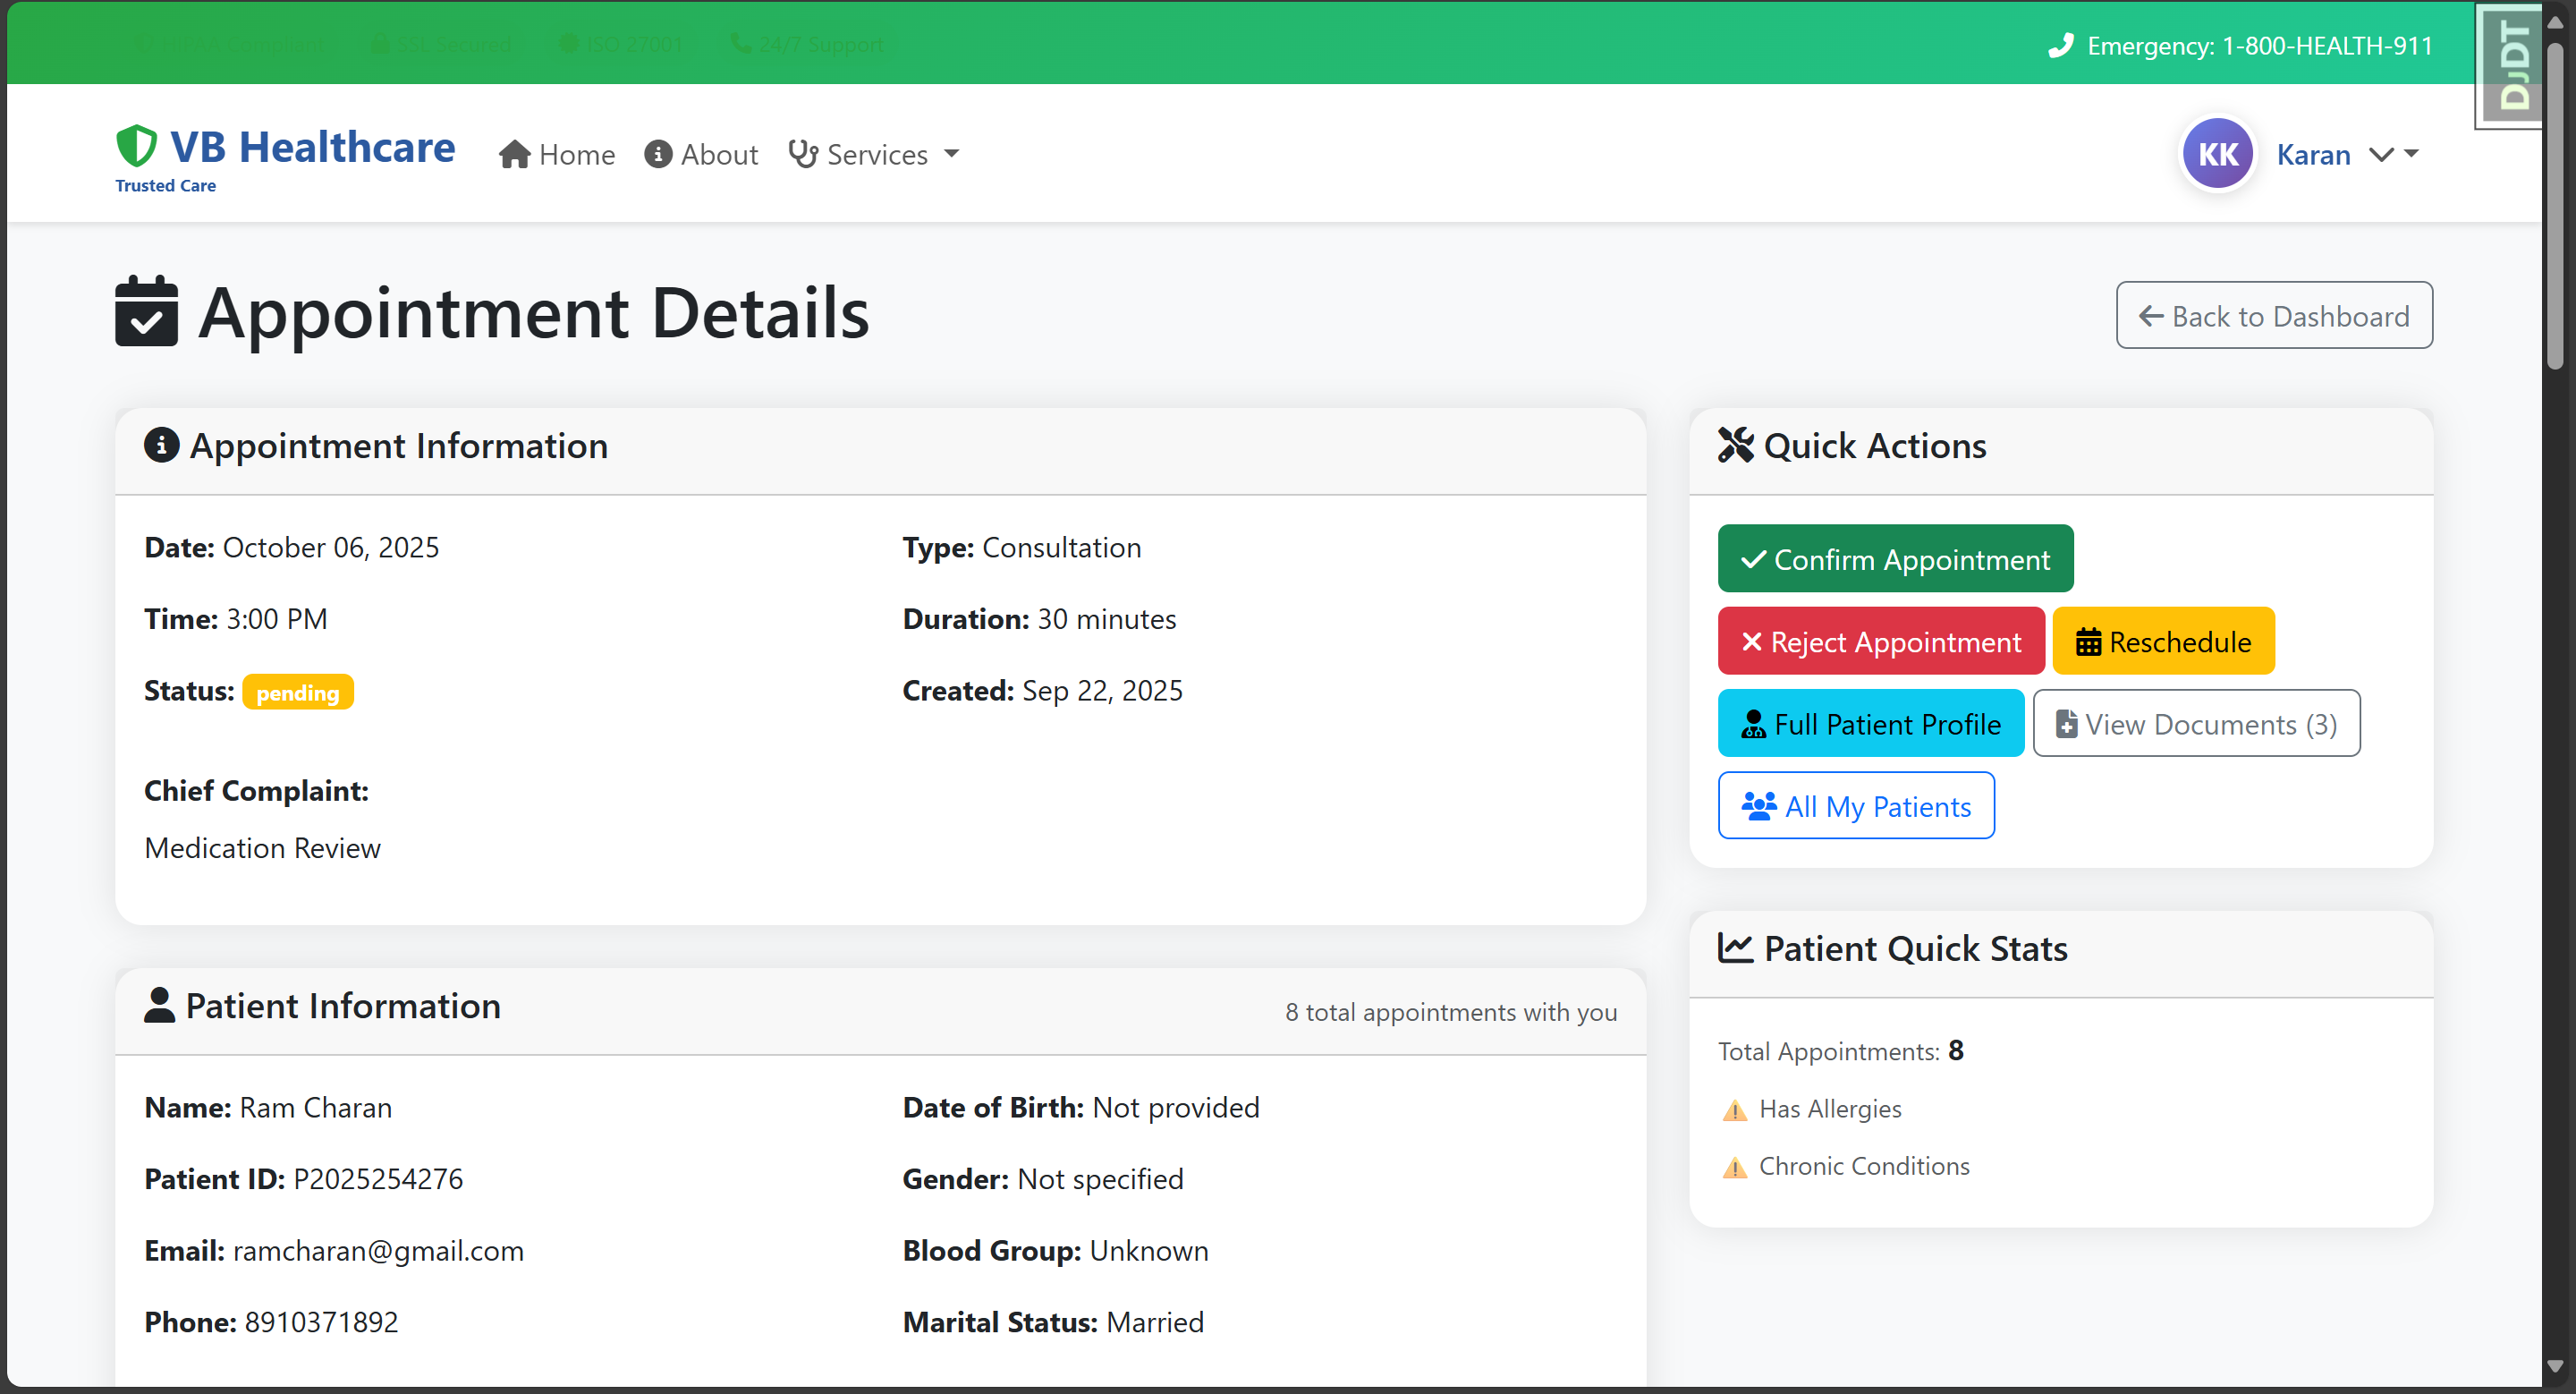 SSL Secured ISO 27001 24/7 Support
Emergency: 1-800-HEALTH-911
DJDT
VB Healthcare
Trusted Care
Home About Services
KK Karan
Appointment Details
Back to Dashboard
Appointment Information
Date: October 06, 2025
Type: Consultation
Time: 3:00 PM
Duration: 30 minutes
Status: pending
Created: Sep 22, 2025
Chief Complaint:
Medication Review
Patient Information
8 total appointments with you
Name: Ram Charan
Date of Birth: Not provided
Patient ID: P2025254276
Gender: Not specified
Email: ramcharan@gmail.com
Blood Group: Unknown
Phone: 8910371892
Marital Status: Married
Quick Actions
Confirm Appointment
Reject Appointment
Reschedule
Full Patient Profile
View Documents (3)
All My Patients
Patient Quick Stats
Total Appointments: 8
Has Allergies
Chronic Conditions